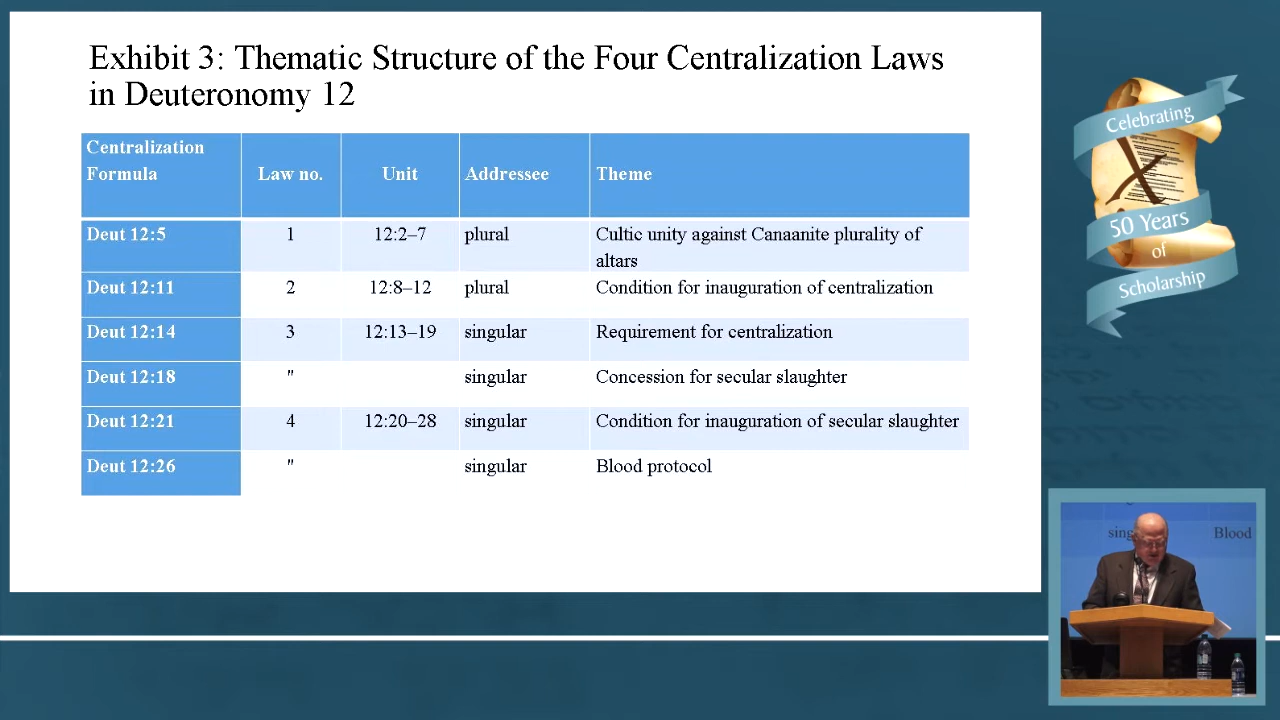 Exhibit 3: Thematic Structure of the Four Centralization Laws
in Deuteronomy 12
Centralization
Formula Law no. Unit Addressee Theme
Deut 12:5 1 12:2–7 plural Cultic unity against Canaanite plurality of
altars
Deut 12:11 2 12:8–12 plural Condition for inauguration of centralization
Deut 12:14 3 12:13–19 singular Requirement for centralization
Deut 12:18 " singular Concession for secular slaughter
Deut 12:21 4 12:20–28 singular Condition for inauguration of secular slaughter
Deut 12:26 " singular Blood protocol
Celebrating
X
50 Years
of
Scholarship
Blood